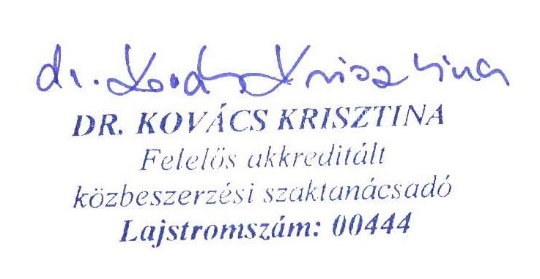 dr. Kovács Krisztina
DR. KOVÁCS KRISZTINA
Felelős akkreditált
közbeszerzési szaktanácsadó
Lajstromszám: 00444